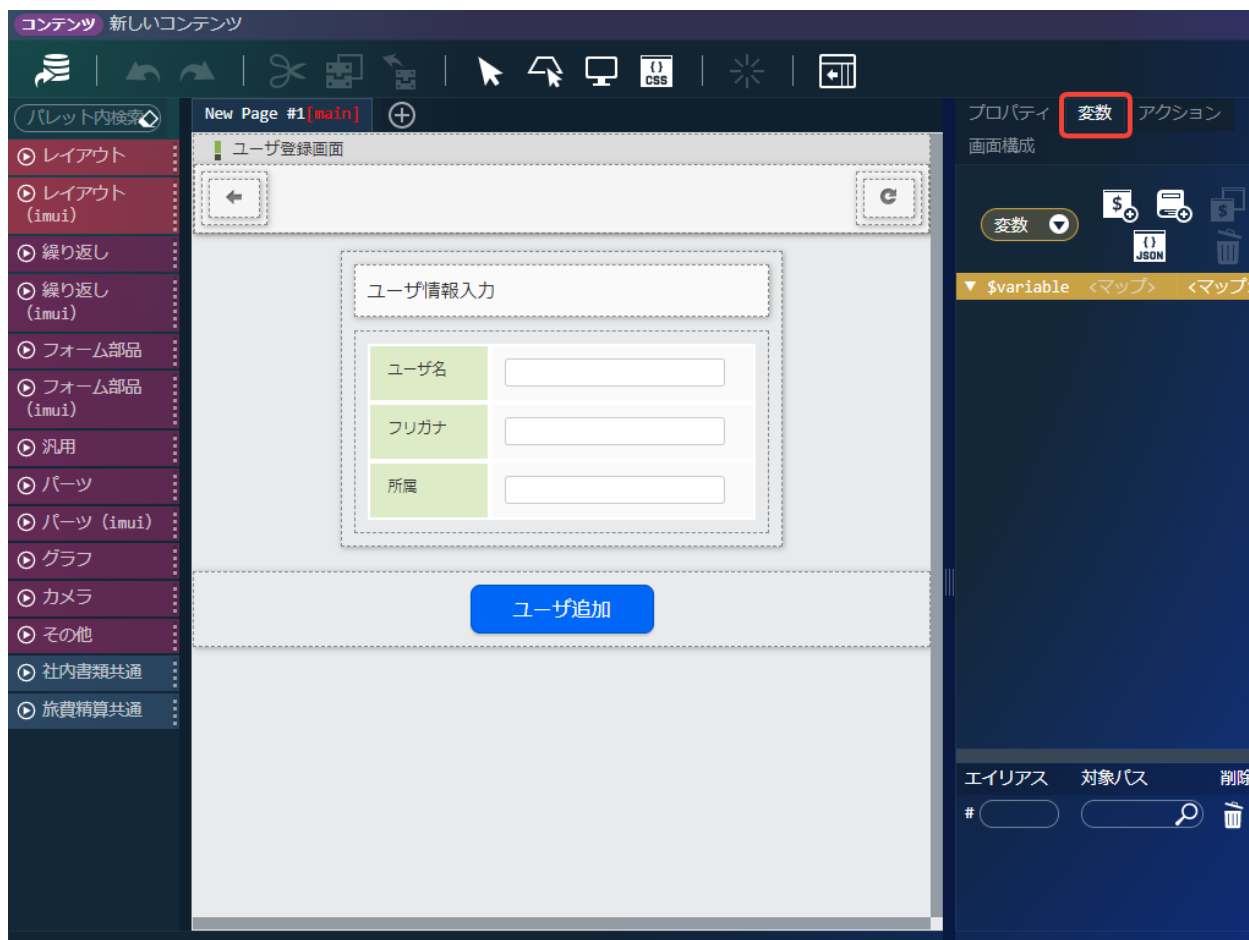 コンテンツ 新しいコンテンツ
{}
CSS
パレット内検索
New Page #1[main]
プロパティ 変数 アクション
画面構成
レイアウト
レイアウト
(imui)
繰り返し
繰り返し
(imui)
フォーム部品
フォーム部品
(imui)
汎用
パーツ
パーツ (imui)
グラフ
カメラ
その他
社内書類共通
旅費精算共通
ユーザ登録画面
ユーザ情報入力
ユーザ名
フリガナ
所属
ユーザ追加
変数
$
$
{}
JSON
$variable <マップ> <マップ
エイリアス 対象パス 削除
#